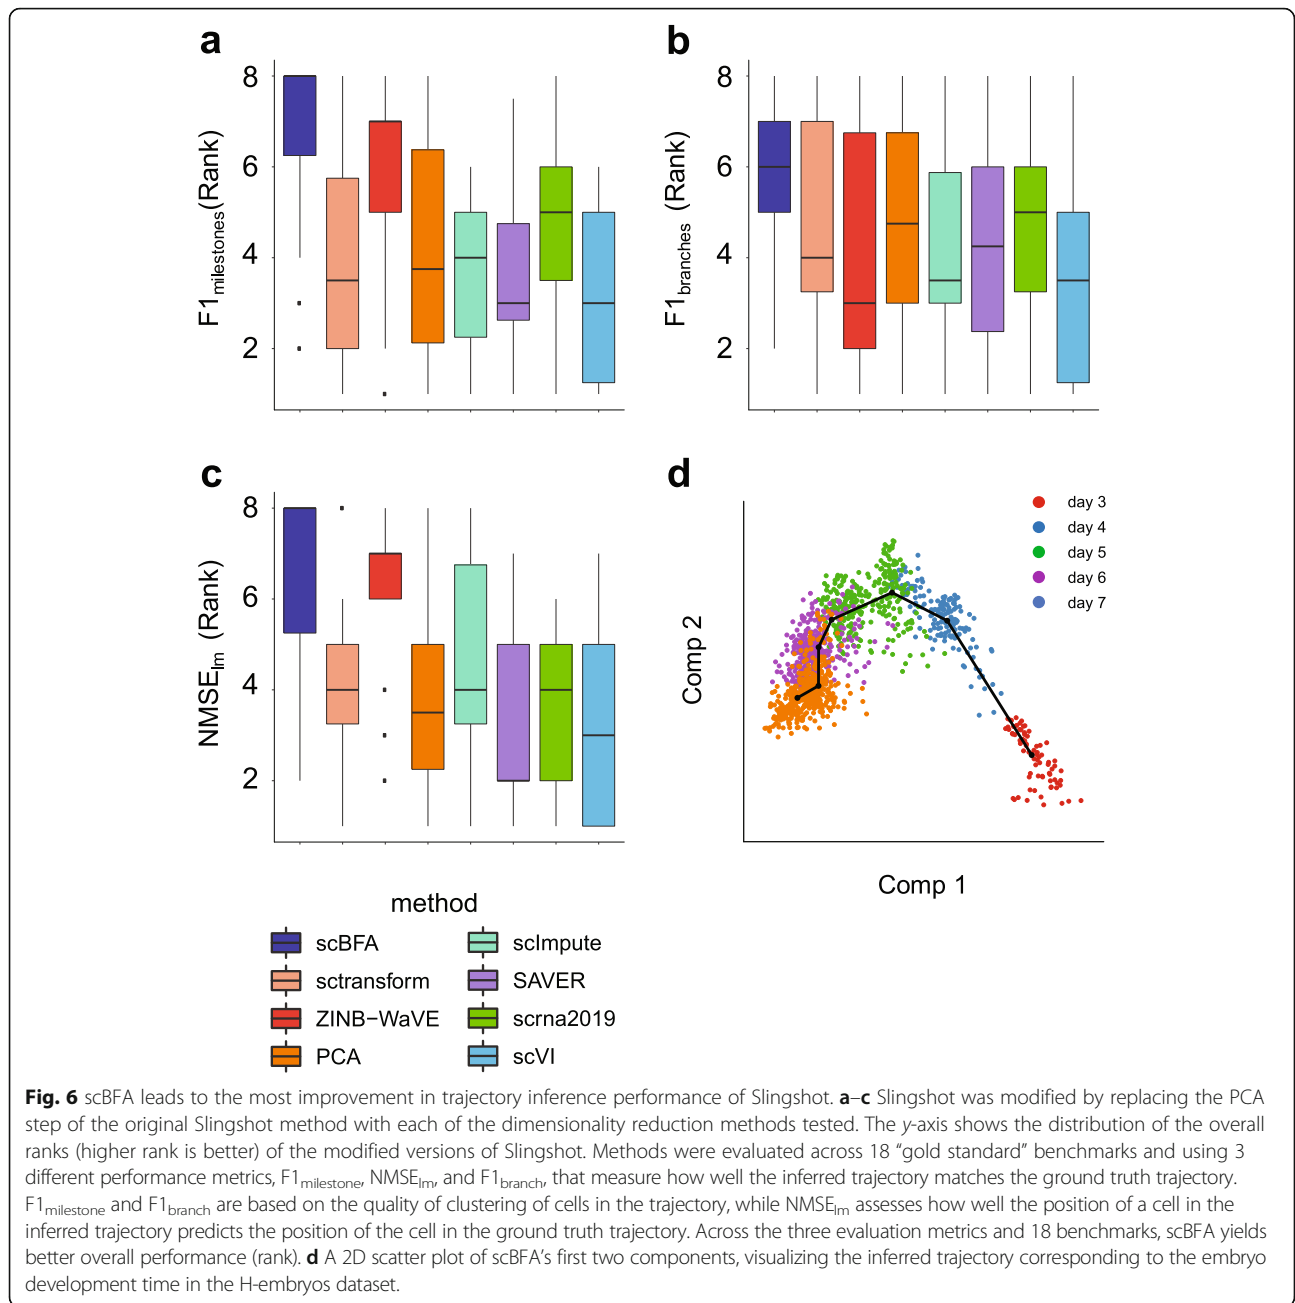 a
b
8
6
4
2
F1milestones(Rank)
8
6
4
2
F1branches (Rank)
c
d
8
6
4
2
NMSElm (Rank)
day 3
day 4
day 5
day 6
day 7
Comp 2
Comp 1
method
scBFA
scImpute
sctransform
SAVER
ZINB−WaVE
scrna2019
PCA
scVI
Fig. 6 scBFA leads to the most improvement in trajectory inference performance of Slingshot. a–c Slingshot was modified by replacing the PCA
step of the original Slingshot method with each of the dimensionality reduction methods tested. The y-axis shows the distribution of the overall
ranks (higher rank is better) of the modified versions of Slingshot. Methods were evaluated across 18 “gold standard” benchmarks and using 3
different performance metrics, F1milestone, NMSElm, and F1branch, that measure how well the inferred trajectory matches the ground truth trajectory.
F1milestone and F1branch are based on the quality of clustering of cells in the trajectory, while NMSElm assesses how well the position of a cell in the
inferred trajectory predicts the position of the cell in the ground truth trajectory. Across the three evaluation metrics and 18 benchmarks, scBFA yields
better overall performance (rank). d A 2D scatter plot of scBFA’s first two components, visualizing the inferred trajectory corresponding to the embryo
development time in the H-embryos dataset.